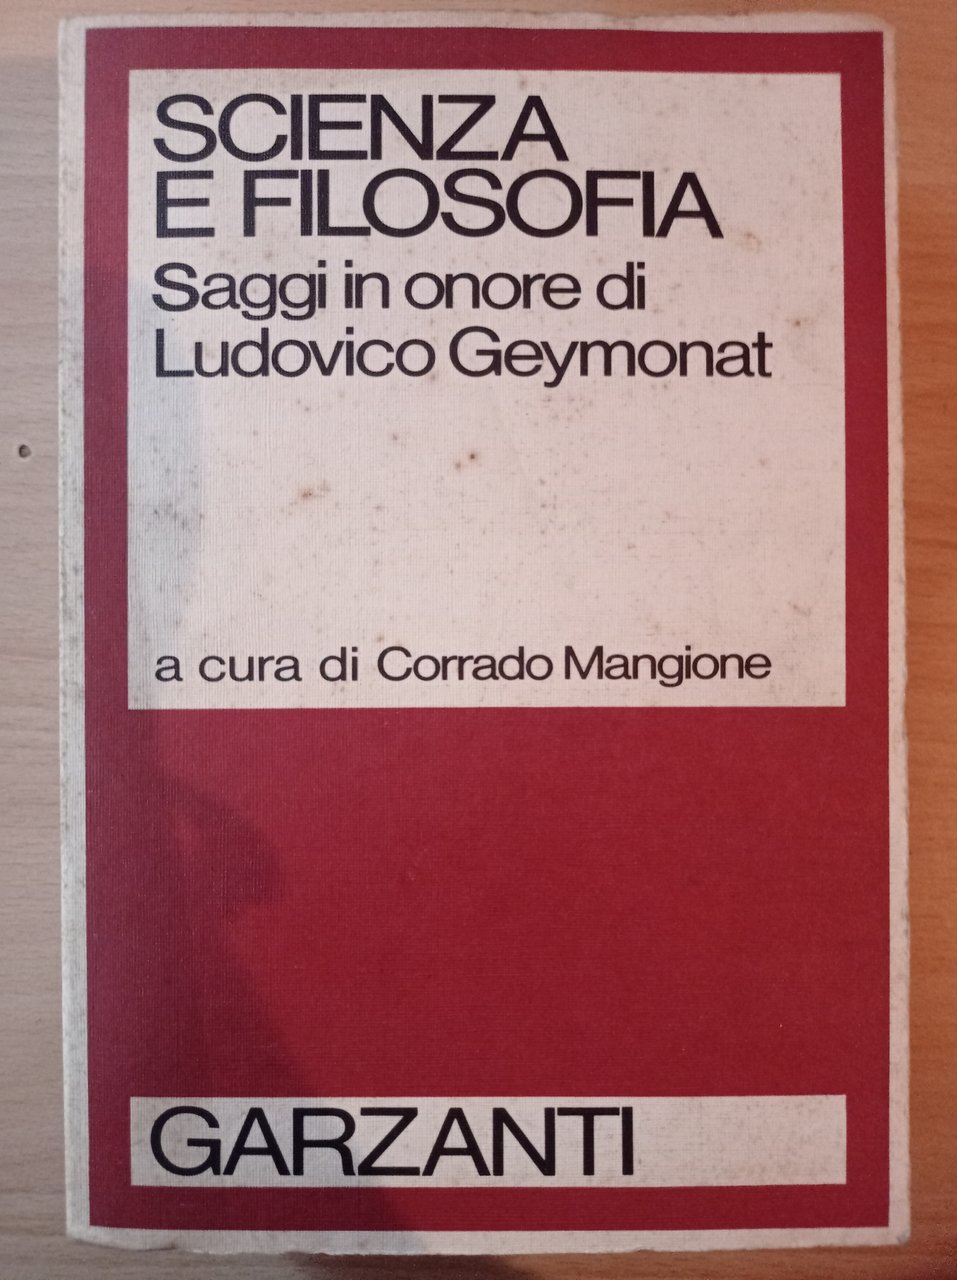 SCIENZA
E FILOSOFIA
Saggi in onore di
Ludovico Geymonat
a cura di Corrado Mangione
GARZANTI